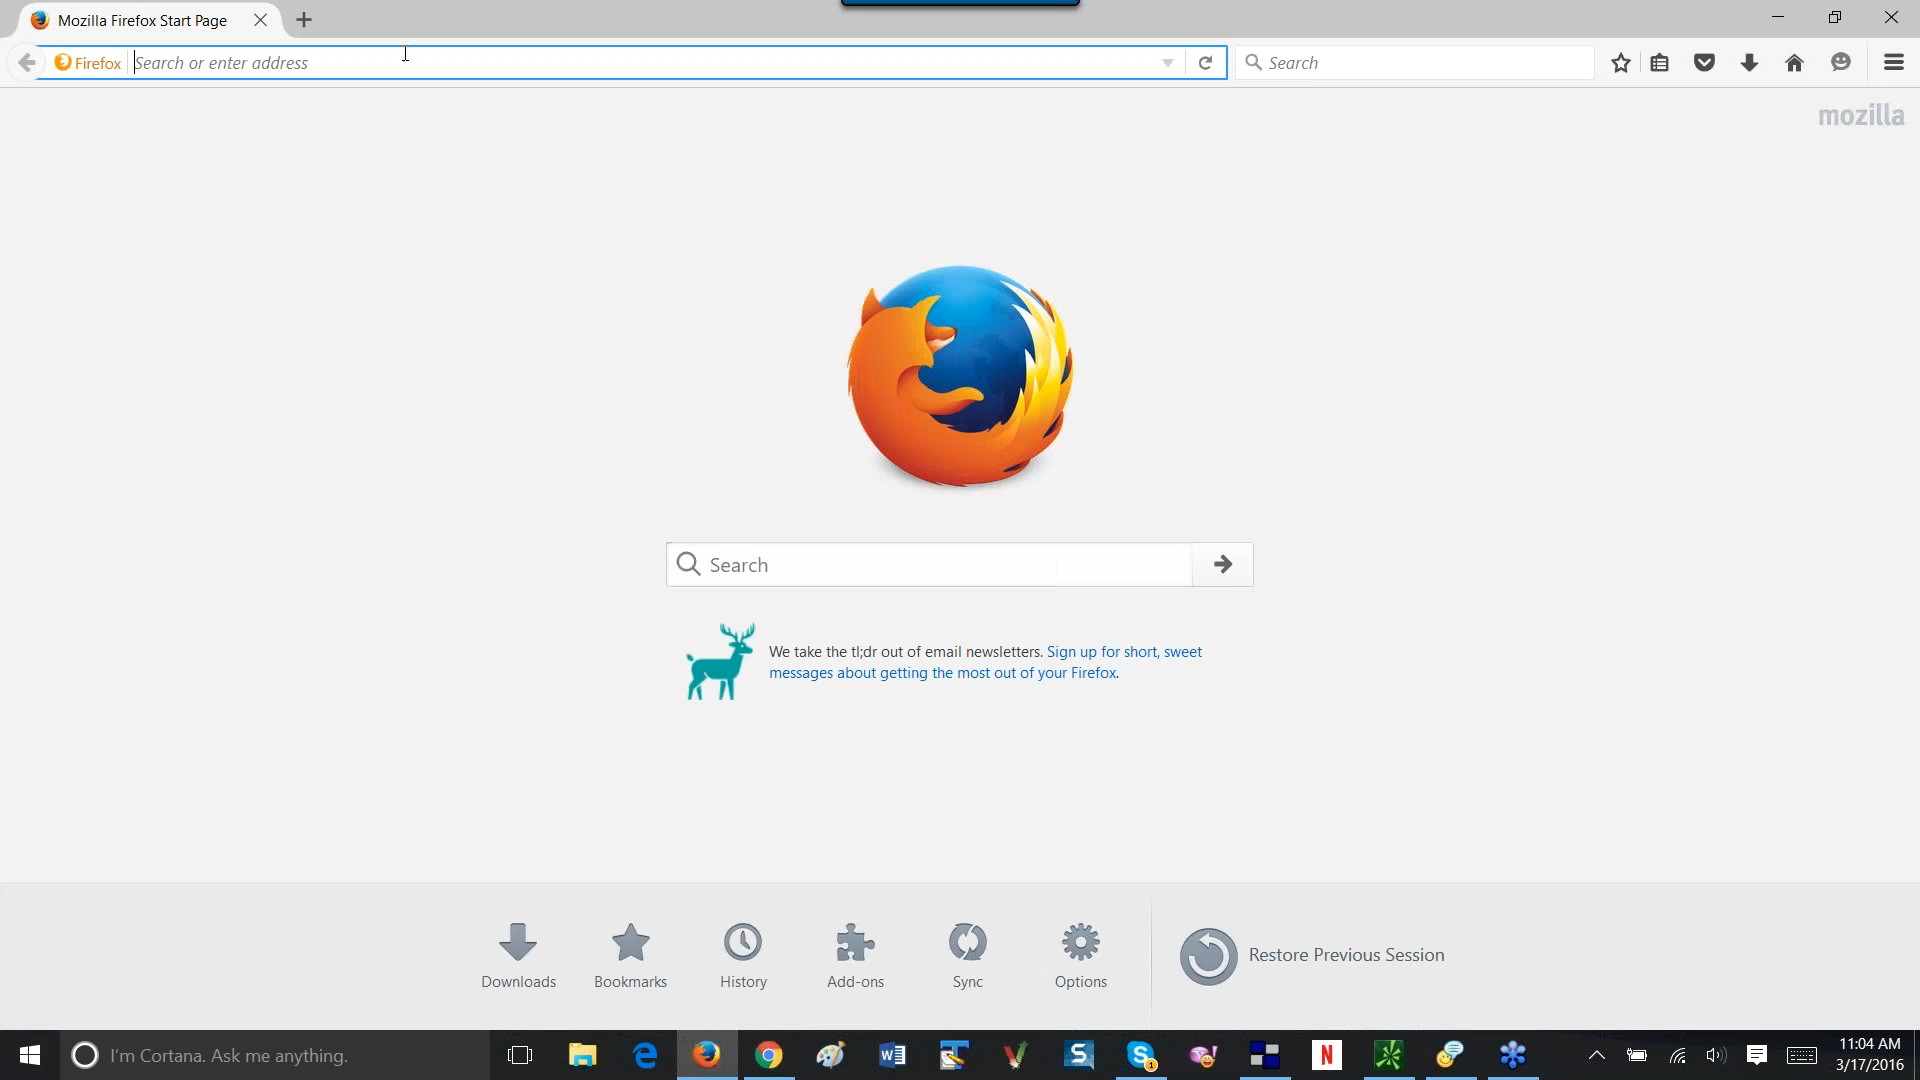 Mozilla Firefox Start Page
Firefox
Search or enter address
Search
mozilla
Search
We take the tl;dr out of email newsletters. Sign up for short, sweet
messages about getting the most out of your Firefox.
Downloads
Bookmarks
History
Add-ons
Sync
Options
Restore Previous Session
I'm Cortana. Ask me anything.
W
S
S
1
N
11:04 AM
3/17/2016